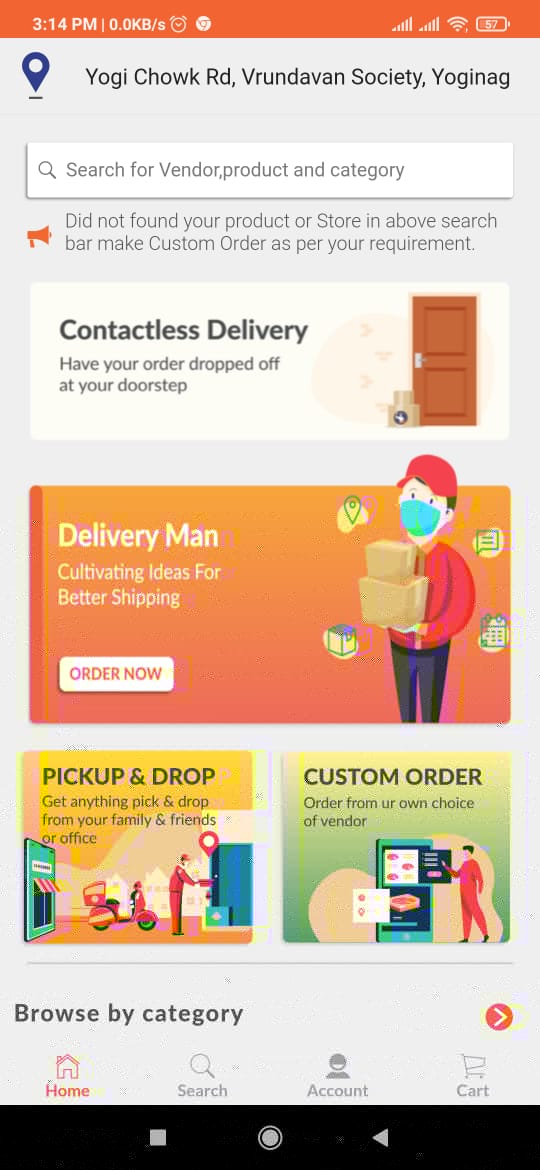 3:14 PM | 0.0KB/s
57
Yogi Chowk Rd, Vrundavan Society, Yoginag
Search for Vendor,product and category
Did not found your product or Store in above search
bar make Custom Order as per your requirement.
Contactless Delivery
Have your order dropped off
at your doorstep
Delivery Man
Cultivating Ideas For
Better Shipping
ORDER NOW
PICKUP & DROP
Get anything pick & drop
from your family & friends
or office
CUSTOM ORDER
Order from ur own choice
of vendor
Browse by category
Home
Search
Account
Cart